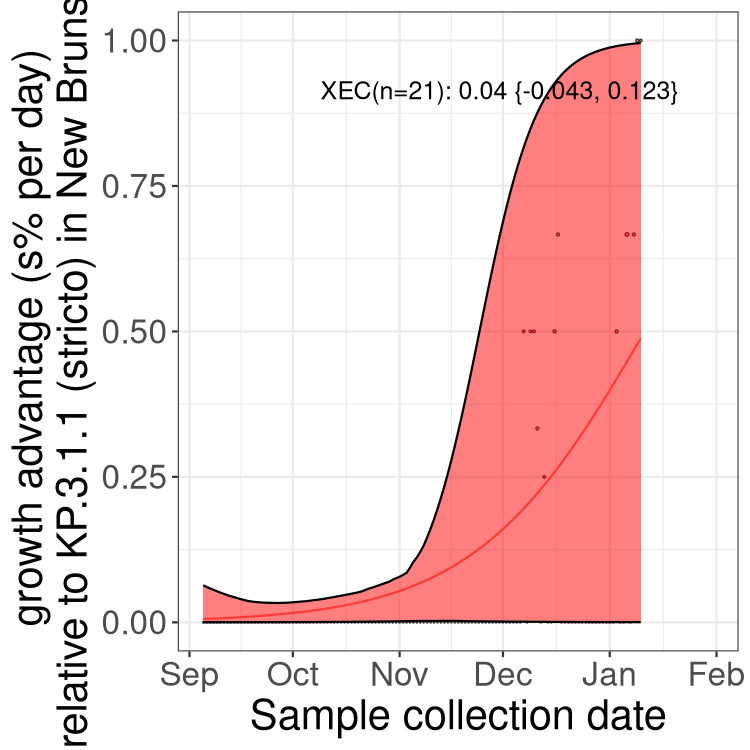 growth advantage (s% per day)
relative to KP.3.1.1 (stricto) in New Bruns
1.00
0.75
0.50
0.25
0.00
XEC(n=21): 0.04 {-0.043, 0.123}
Sep Oct Nov Dec Jan Feb
Sample collection date